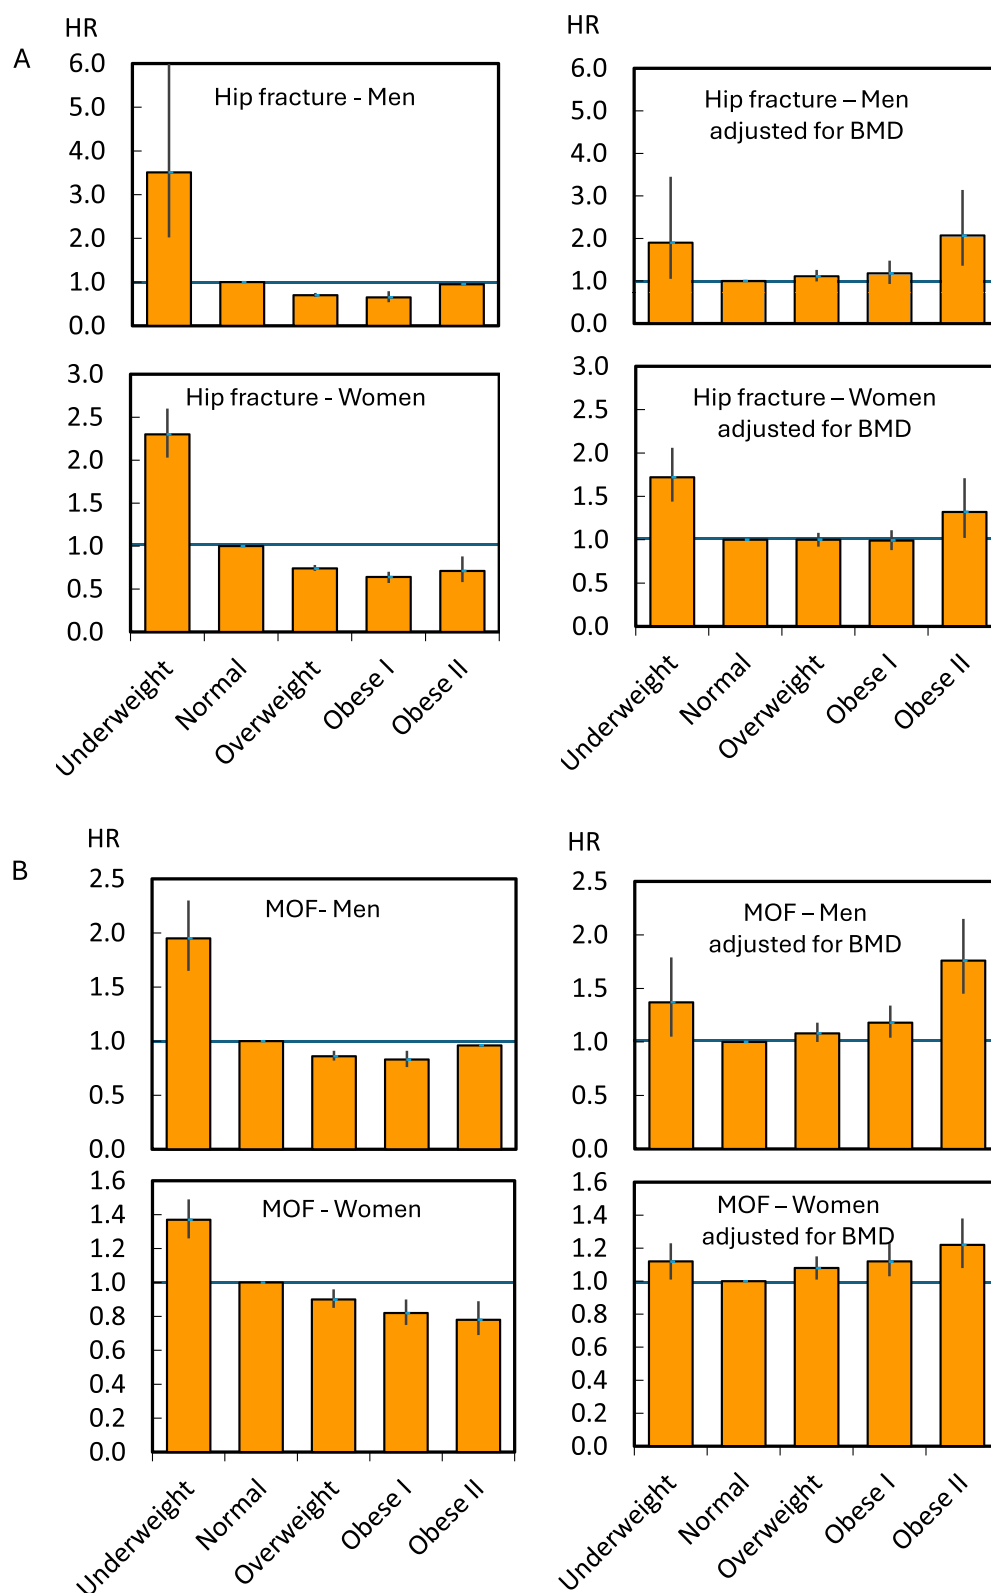 A
HR
6.0
5.0
4.0
3.0
2.0
1.0
0.0
Hip fracture - Men
HR
6.0
5.0
4.0
3.0
2.0
1.0
0.0
Hip fracture – Men
adjusted for BMD
3.0
2.5
2.0
1.5
1.0
0.5
0.0
Hip fracture - Women
Underweight
Normal
Overweight
Obese I
Obese II
3.0
2.5
2.0
1.5
1.0
0.5
0.0
Hip fracture – Women
adjusted for BMD
Underweight
Normal
Overweight
Obese I
Obese II
B
HR
2.5
2.0
1.5
1.0
0.5
0.0
MOF- Men
HR
2.5
2.0
1.5
1.0
0.5
0.0
MOF – Men
adjusted for BMD
1.6
1.4
1.2
1.0
0.8
0.6
0.4
0.2
0.0
MOF - Women
Underweight
Normal
Overweight
Obese I
Obese II
1.6
1.4
1.2
1.0
0.8
0.6
0.4
0.2
0.0
MOF – Women
adjusted for BMD
Underweight
Normal
Overweight
Obese I
Obese II